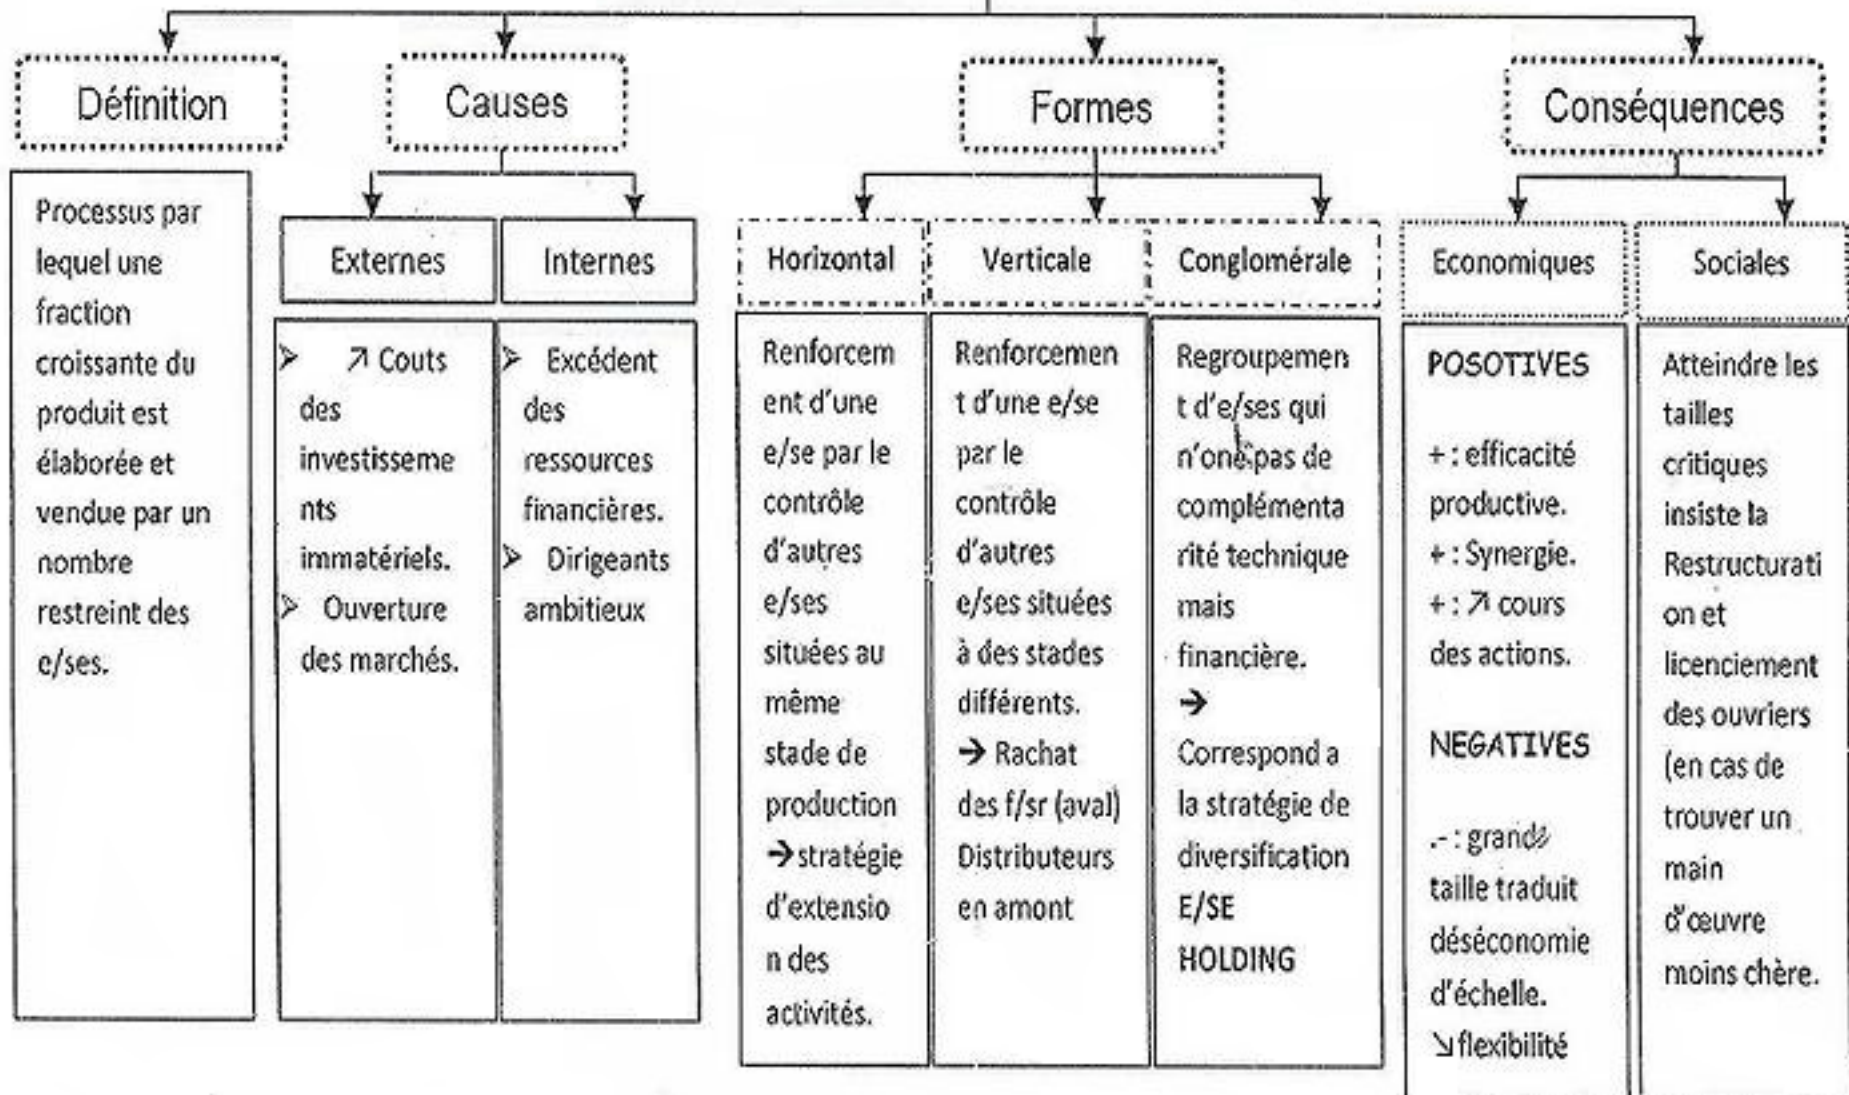 Définition
Causes
Formes
Conséquences
Processus par
lequel une
fraction
croissante du
produit est
élaborée et
vendue par un
nombre
restreint des
e/ses.
Externes
➢ ↗ Couts
des
investisseme
nts
immatériels.
➢ Ouverture
des marchés.
Internes
➢ Excédent
des
ressources
financières.
➢ Dirigeants
ambitieux
Horizontal
Renforcem
ent d'une
e/se par le
contrôle
d'autres
e/ses
situées au
même
stade de
production
→stratégie
d'extensio
n des
activités.
Verticale
Renforcemen
t d'une e/se
par le
contrôle
d'autres
e/ses situées
à des stades
différents.
→ Rachat
des f/sr (aval)
Distributeurs
en amont
Conglomérale
Regroupemen
t d'e/ses qui
n'ont pas de
complémenta
rité technique
mais
financière.
→
Correspond a
la stratégie de
diversification
E/SE
HOLDING
Economiques
POSOTIVES
+ : efficacité
productive.
+ : Synergie.
+ : ↗ cours
des actions.
NEGATIVES
.- : grande
taille traduit
déséconomie
d'échelle.
↘flexibilité
Sociales
Atteindre les
tailles
critiques
insiste la
Restructurati
on et
licenciement
des ouvriers
(en cas de
trouver un
main
d'œuvre
moins chère.